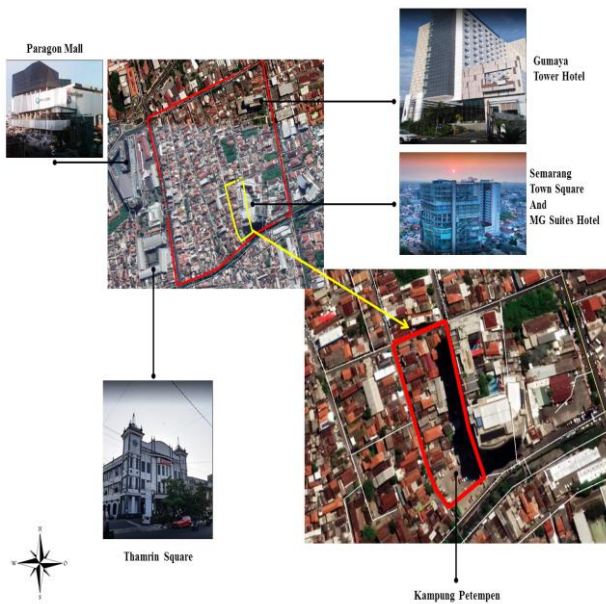 Paragon Mall
Gumaya
Tower Hotel
Semarang
Town Square
And
MG Suites Hotel
Thamrin Square
N
W
O
S
Kampung Petempen